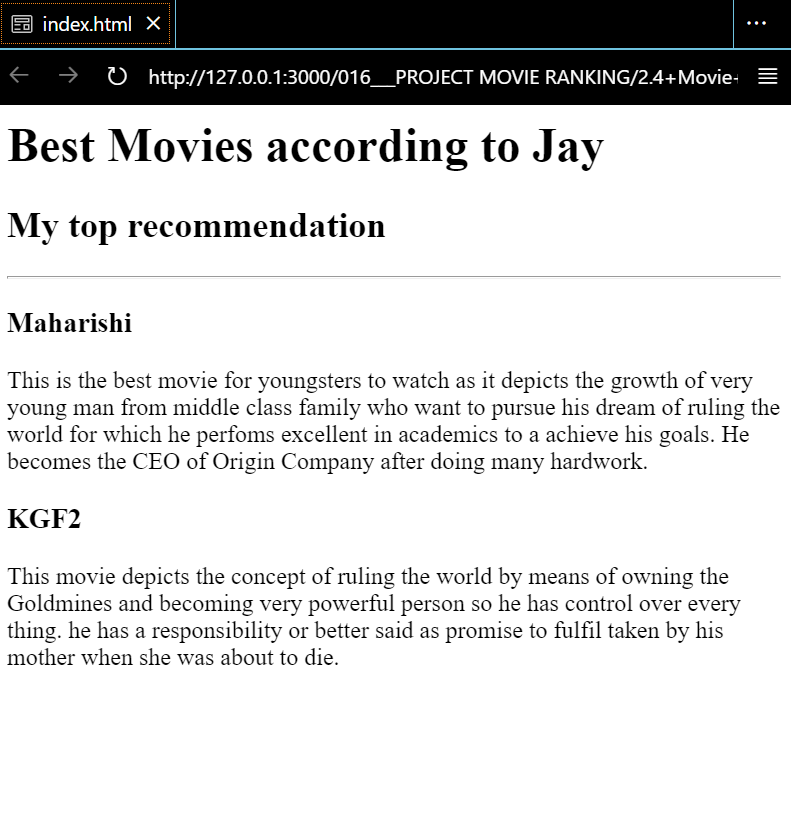 index.html
http://127.0.0.1:3000/016___PROJECT MOVIE RANKING/2.4+Movie-
Best Movies according to Jay
My top recommendation
Maharishi
This is the best movie for youngsters to watch as it depicts the growth of very
young man from middle class family who want to pursue his dream of ruling the
world for which he perfoms excellent in academics to a achieve his goals. He
becomes the CEO of Origin Company after doing many hardwork.
KGF2
This movie depicts the concept of ruling the world by means of owning the
Goldmines and becoming very powerful person so he has control over every
thing. he has a responsibility or better said as promise to fulfil taken by his
mother when she was about to die.